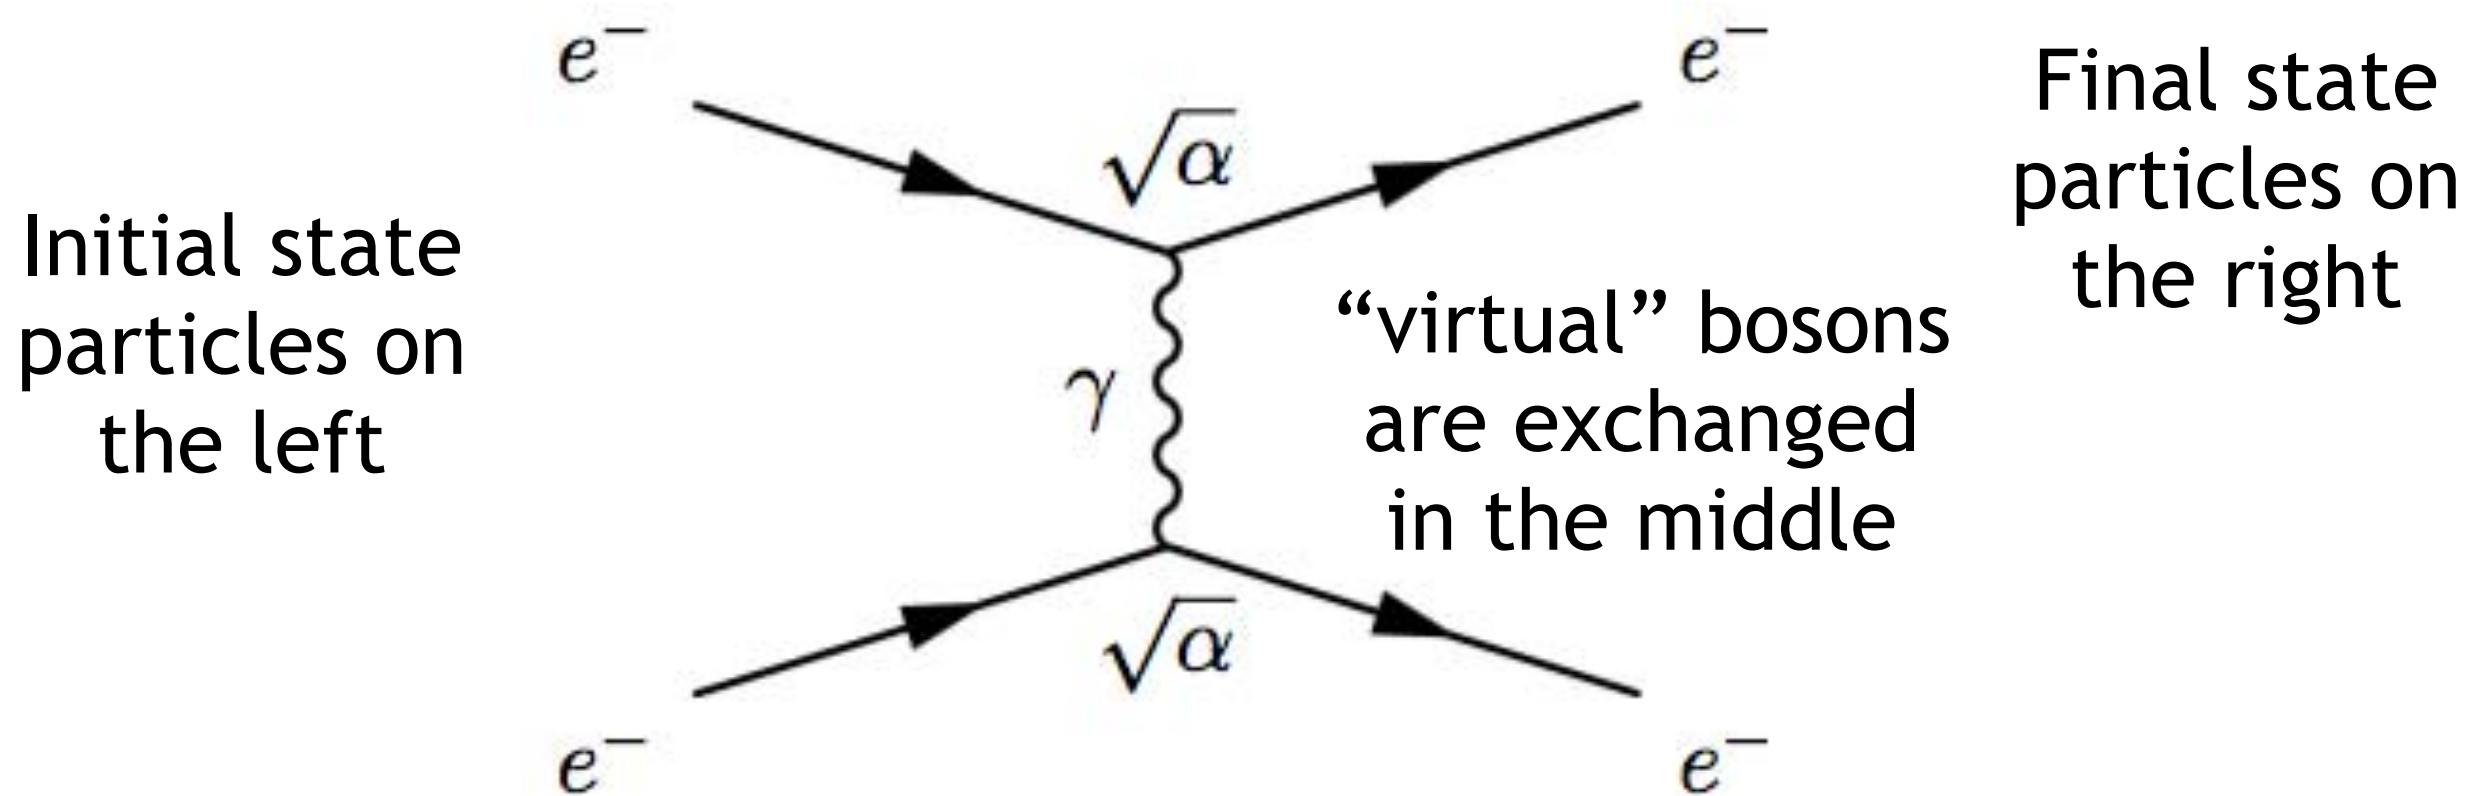 e⁻
e⁻
Final state
particles on
the right
√α
Initial state
particles on
the left
“virtual” bosons
are exchanged
in the middle
γ
√α
e⁻
e⁻